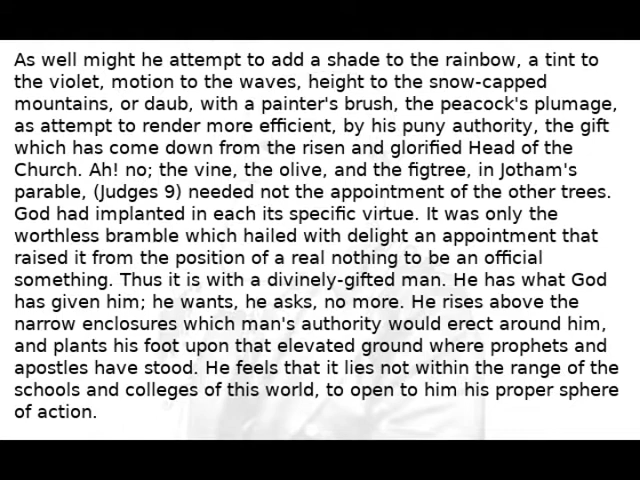 As well might he attempt to add a shade to the rainbow, a tint to
the violet, motion to the waves, height to the snow-capped
mountains, or daub, with a painter's brush, the peacock's plumage,
as attempt to render more efficient, by his puny authority, the gift
which has come down from the risen and glorified Head of the
Church. Ah! no; the vine, the olive, and the figtree, in Jotham's
parable, (Judges 9) needed not the appointment of the other trees.
God had implanted in each its specific virtue. It was only the
worthless bramble which hailed with delight an appointment that
raised it from the position of a real nothing to be an official
something. Thus it is with a divinely-gifted man. He has what God
has given him; he wants, he asks, no more. He rises above the
narrow enclosures which man's authority would erect around him,
and plants his foot upon that elevated ground where prophets and
apostles have stood. He feels that it lies not within the range of the
schools and colleges of this world, to open to him his proper sphere
of action.